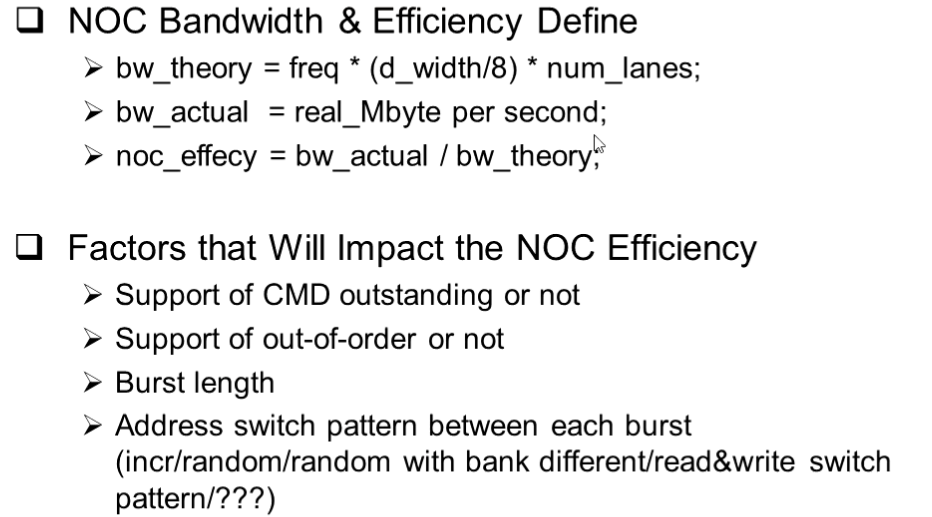 NOC Bandwidth & Efficiency Define
bw_theory = freq * (d_width/8) * num_lanes;
bw_actual = real_Mbyte per second;
noc_effecy = bw_actual / bw_theory;
Factors that Will Impact the NOC Efficiency
Support of CMD outstanding or not
Support of out-of-order or not
Burst length
Address switch pattern between each burst
(incr/random/random with bank different/read&write switch
pattern/???)